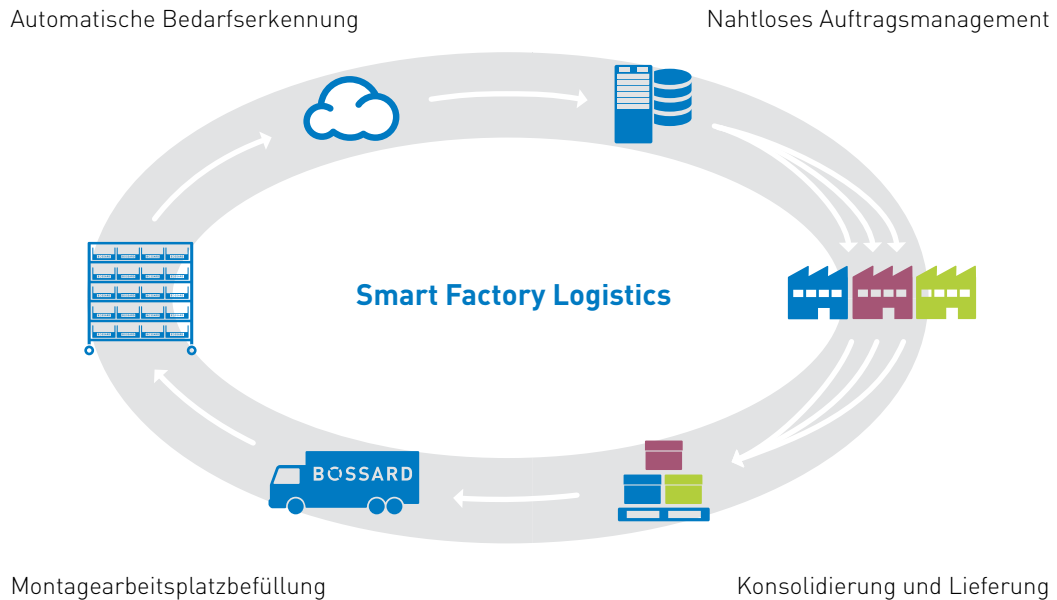 Automatische Bedarfserkennung
Nahtloses Auftragsmanagement
Smart Factory Logistics
BOSSARD
Montagearbeitsplatzbefüllung
Konsolidierung und Lieferung